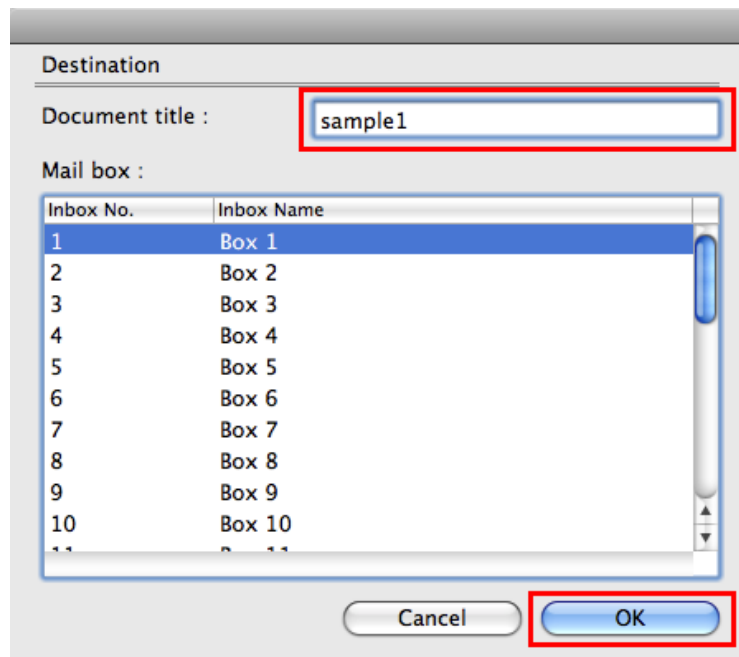 Destination
Document title : sample1
Mail box :
Inbox No. Inbox Name
1 Box 1
2 Box 2
3 Box 3
4 Box 4
5 Box 5
6 Box 6
7 Box 7
8 Box 8
9 Box 9
10 Box 10
Cancel OK